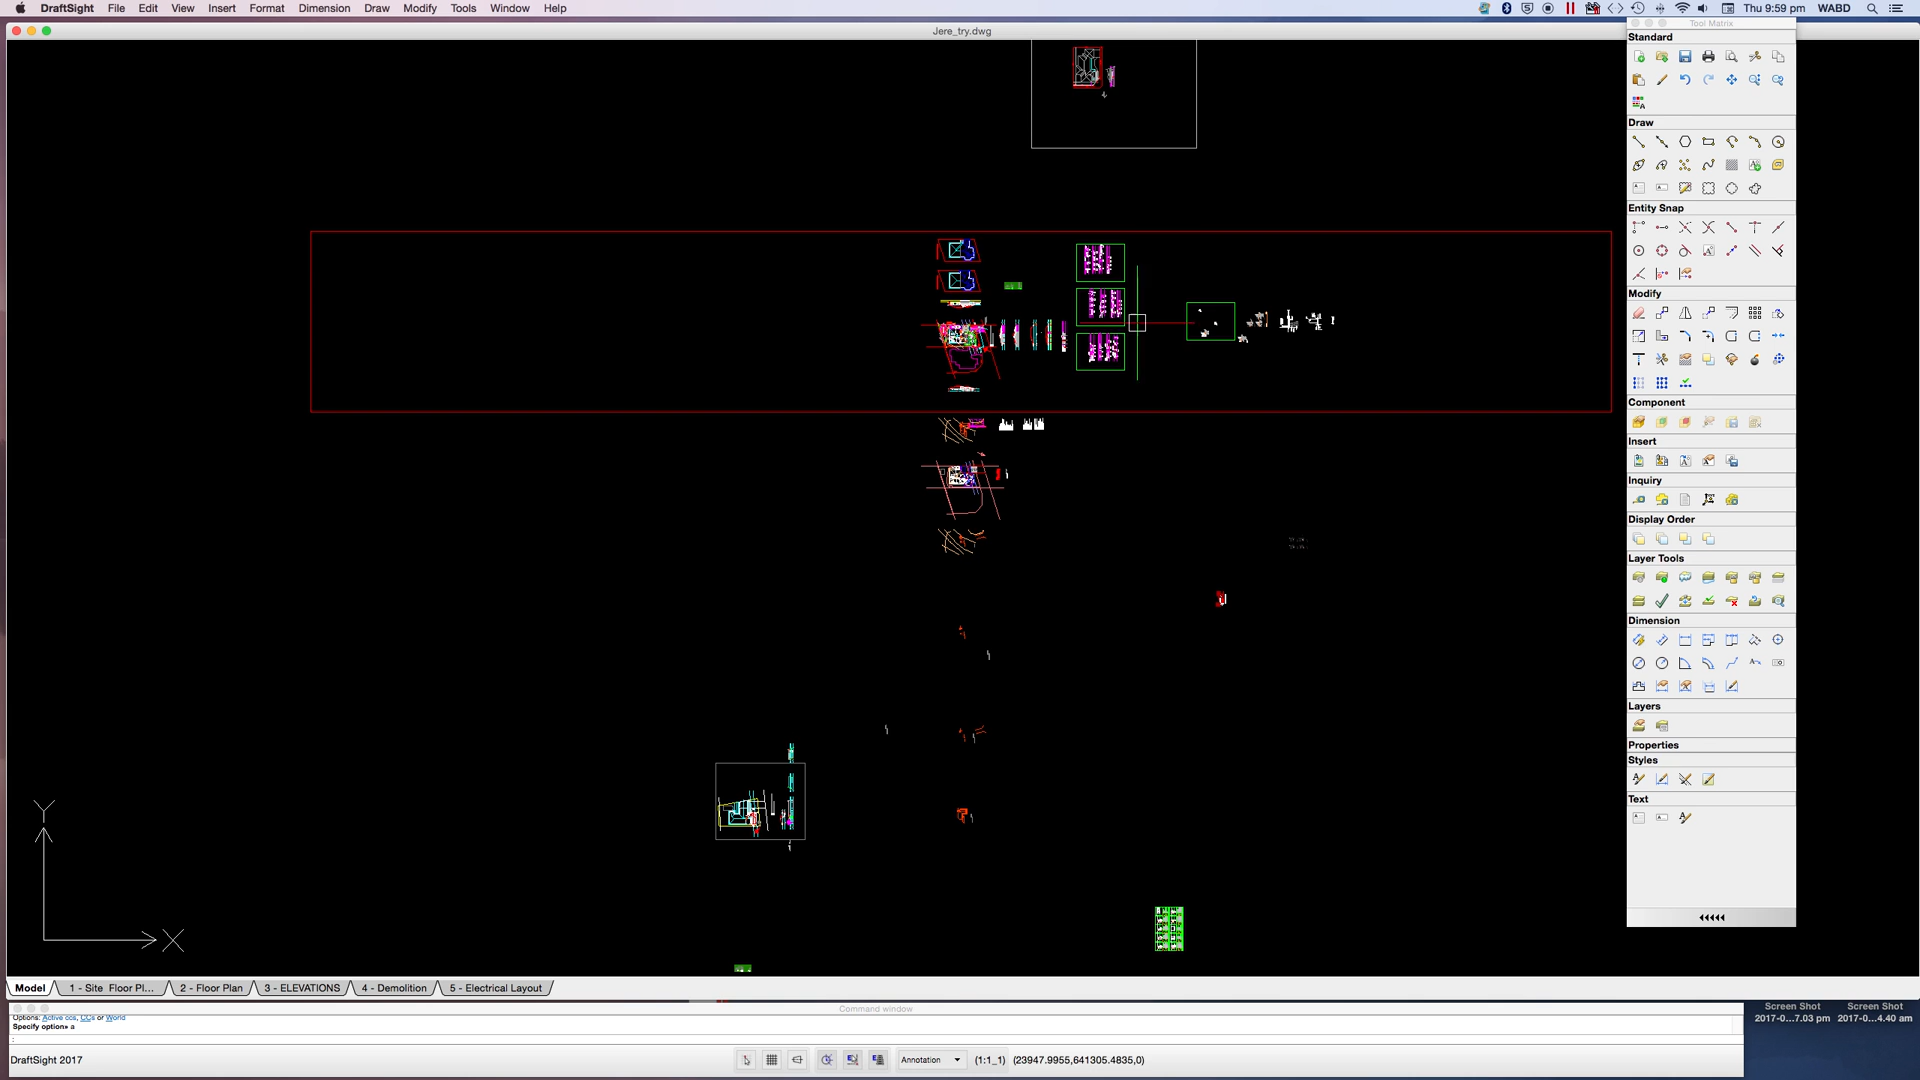 DraftSight File Edit View Insert Format Dimension Draw Modify Tools Window Help
Thu 9:59 pm WABD
Jere_try.dwg
Tool Matrix
Standard
Draw
Entity Snap
Modify
Component
Insert
Inquiry
Display Order
Layer Tools
Dimension
Layers
Properties
Styles
Text
Y
X
Model 1 - Site Floor Pl... 2 - Floor Plan 3 - ELEVATIONS 4 - Demolition 5 - Electrical Layout
Command window
Options: Active ccs, CCs or World
Specify option» a
:
DraftSight 2017
Annotation (1:1_1) (23947.9955,641305.4835,0)
Screen Shot
2017-0...7.03 pm
Screen Shot
2017-0...4.40 am